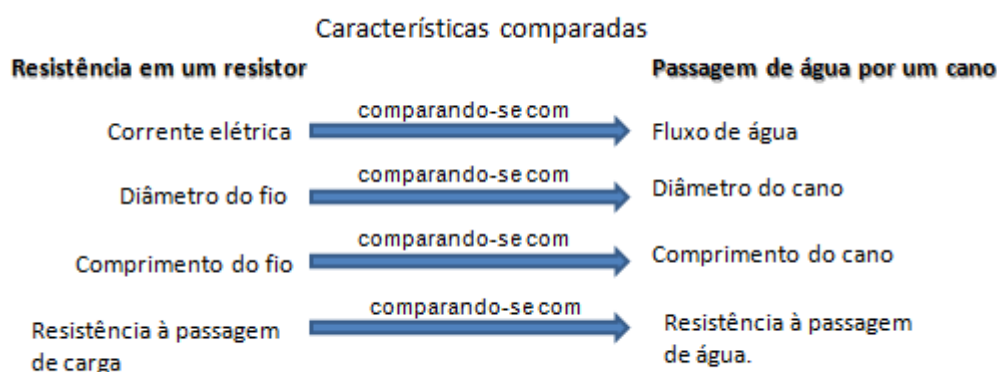 Características comparadas
Resistência em um resistor
Passagem de água por um cano
Corrente elétrica
comparando-se com
Fluxo de água
Diâmetro do fio
comparando-se com
Diâmetro do cano
Comprimento do fio
comparando-se com
Comprimento do cano
Resistência à passagem
de carga
comparando-se com
Resistência à passagem
de água.